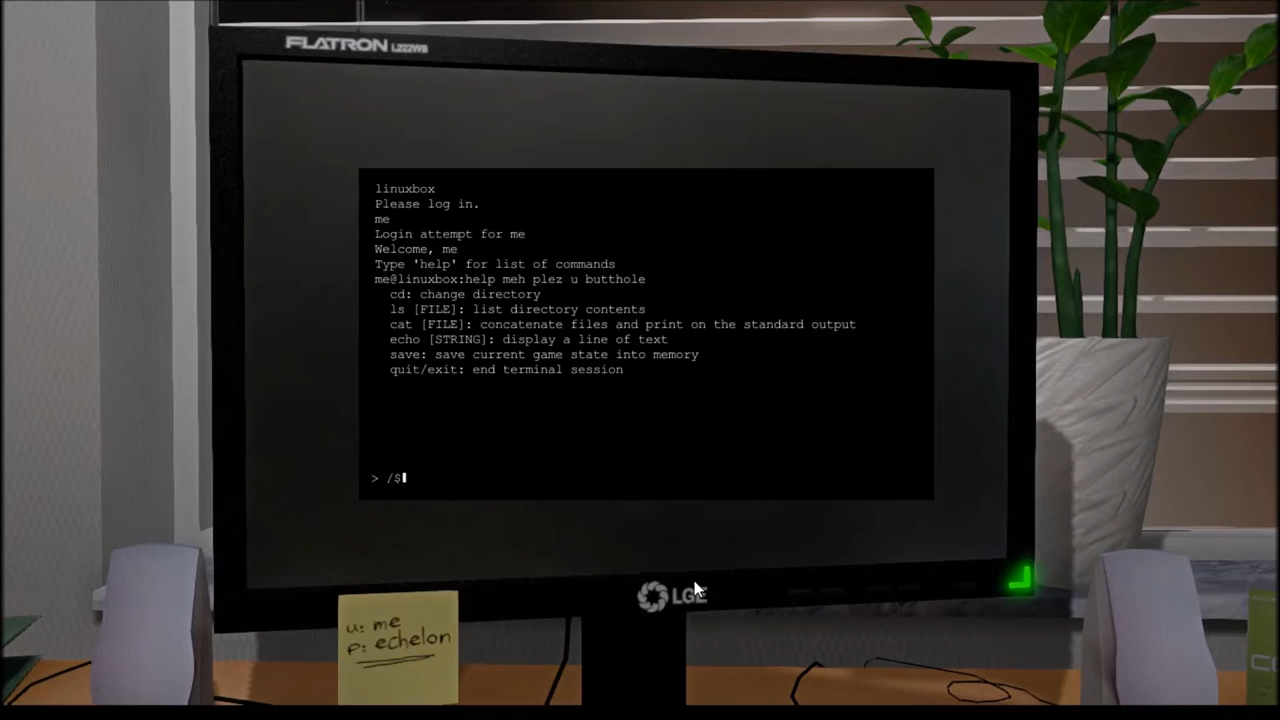 FLATRON L222WS
linuxbox
Please log in.
me
Login attempt for me
Welcome, me
Type 'help' for list of commands
me@linuxbox:help meh plez u butthole
cd: change directory
ls [FILE]: list directory contents
cat [FILE]: concatenate files and print on the standard output
echo [STRING]: display a line of text
save: save current game state into memory
quit/exit: end terminal session
> /$
LGE
u: me
p: echelon